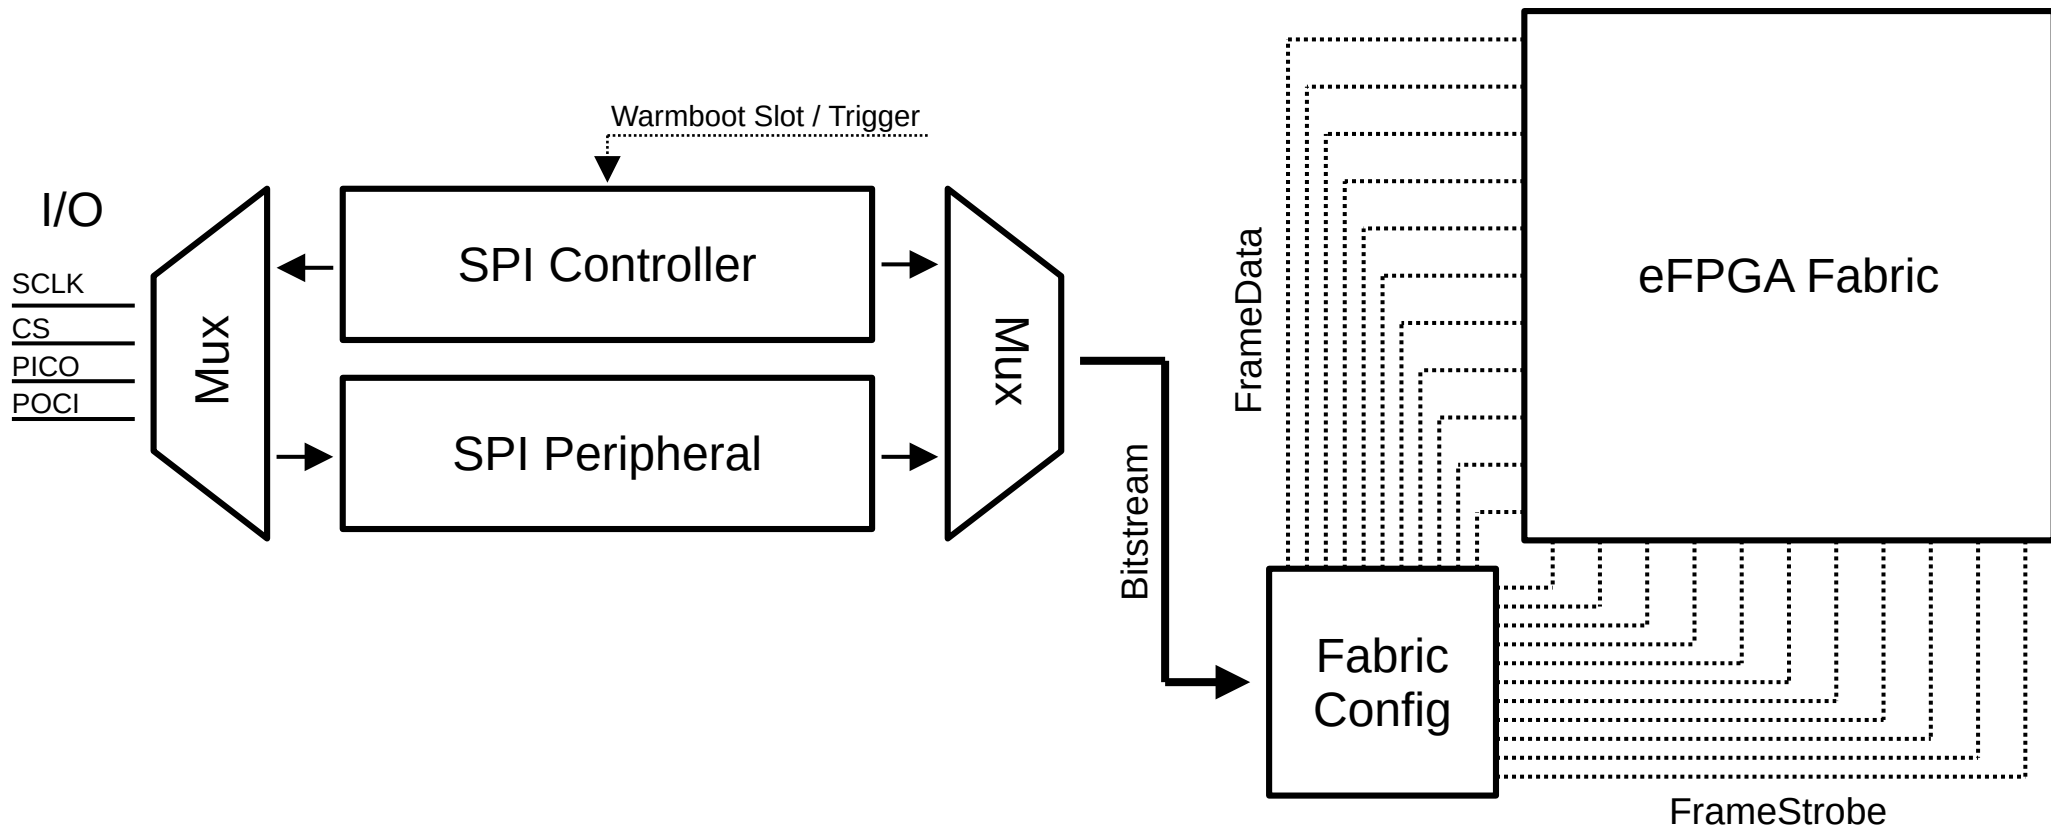 Warmboot Slot / Trigger
I/O
SCLK
CS
PICO
POCI
Mux
SPI Controller
SPI Peripheral
Mux
Bitstream
FrameData
eFPGA Fabric
Fabric
Config
FrameStrobe